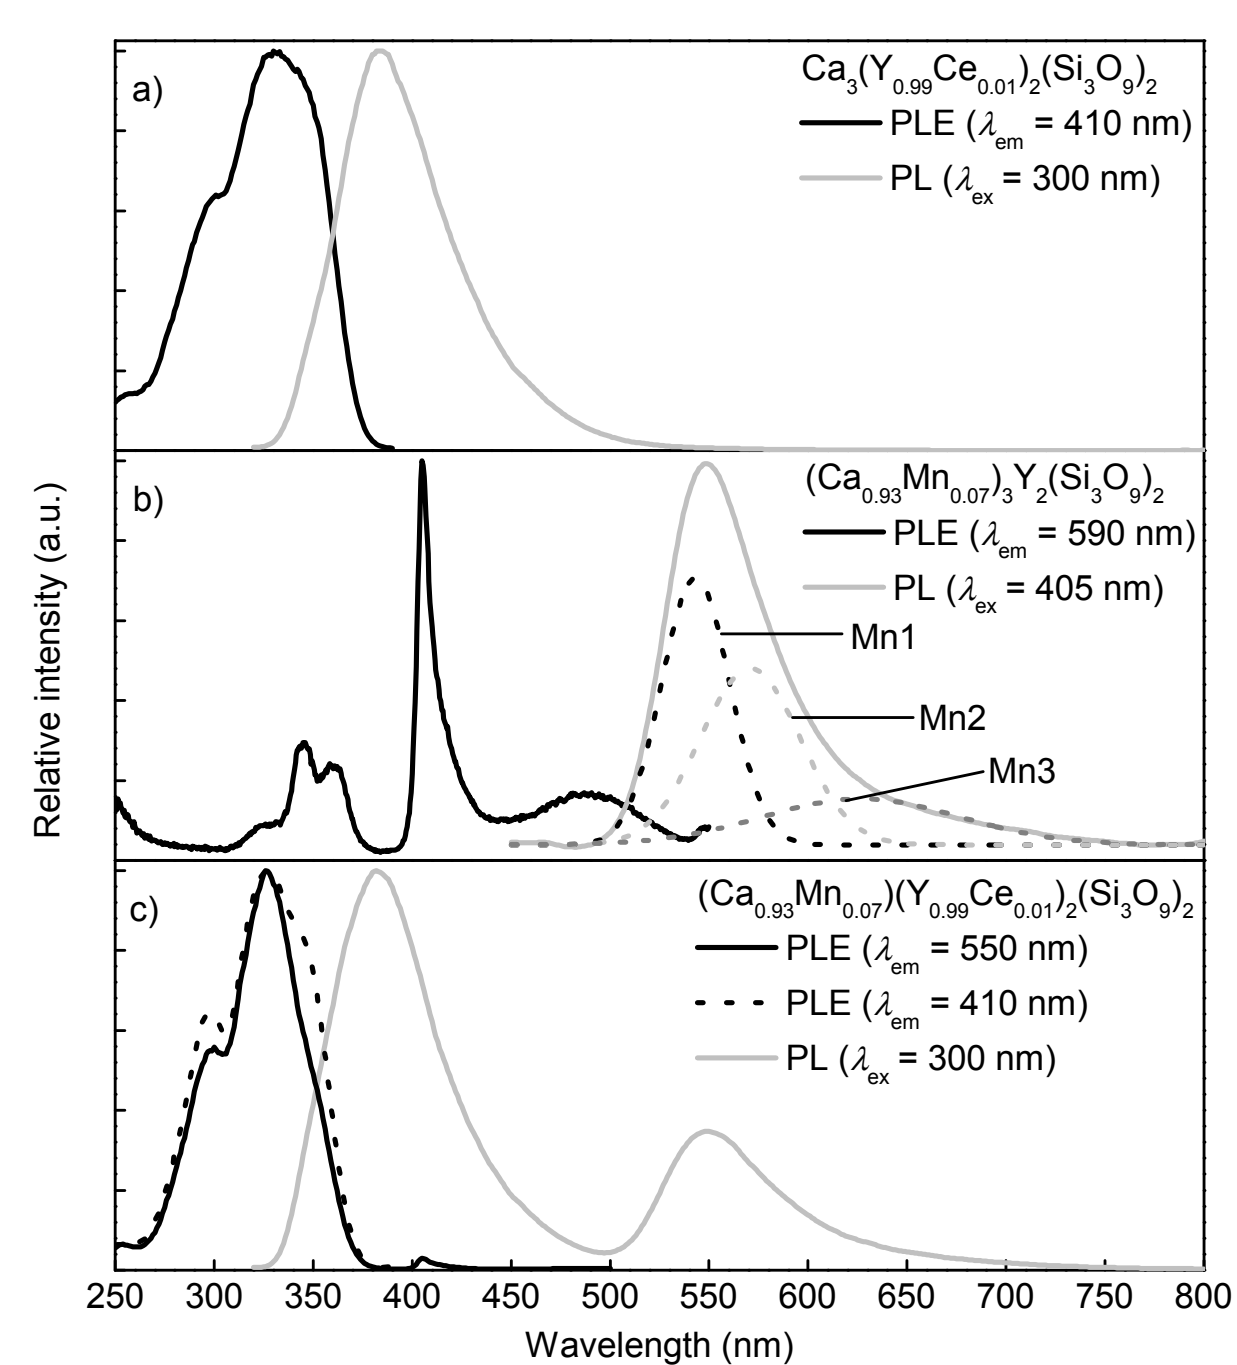 Relative intensity (a.u.)
a)
Ca3(Y0.99Ce0.01)2(Si3O9)2
PLE (λem = 410 nm)
PL (λex = 300 nm)
b)
(Ca0.93Mn0.07)3Y2(Si3O9)2
PLE (λem = 590 nm)
PL (λex = 405 nm)
Mn1
Mn2
Mn3
c)
(Ca0.93Mn0.07)(Y0.99Ce0.01)2(Si3O9)2
PLE (λem = 550 nm)
PLE (λem = 410 nm)
PL (λex = 300 nm)
250 300 350 400 450 500 550 600 650 700 750 800
Wavelength (nm)